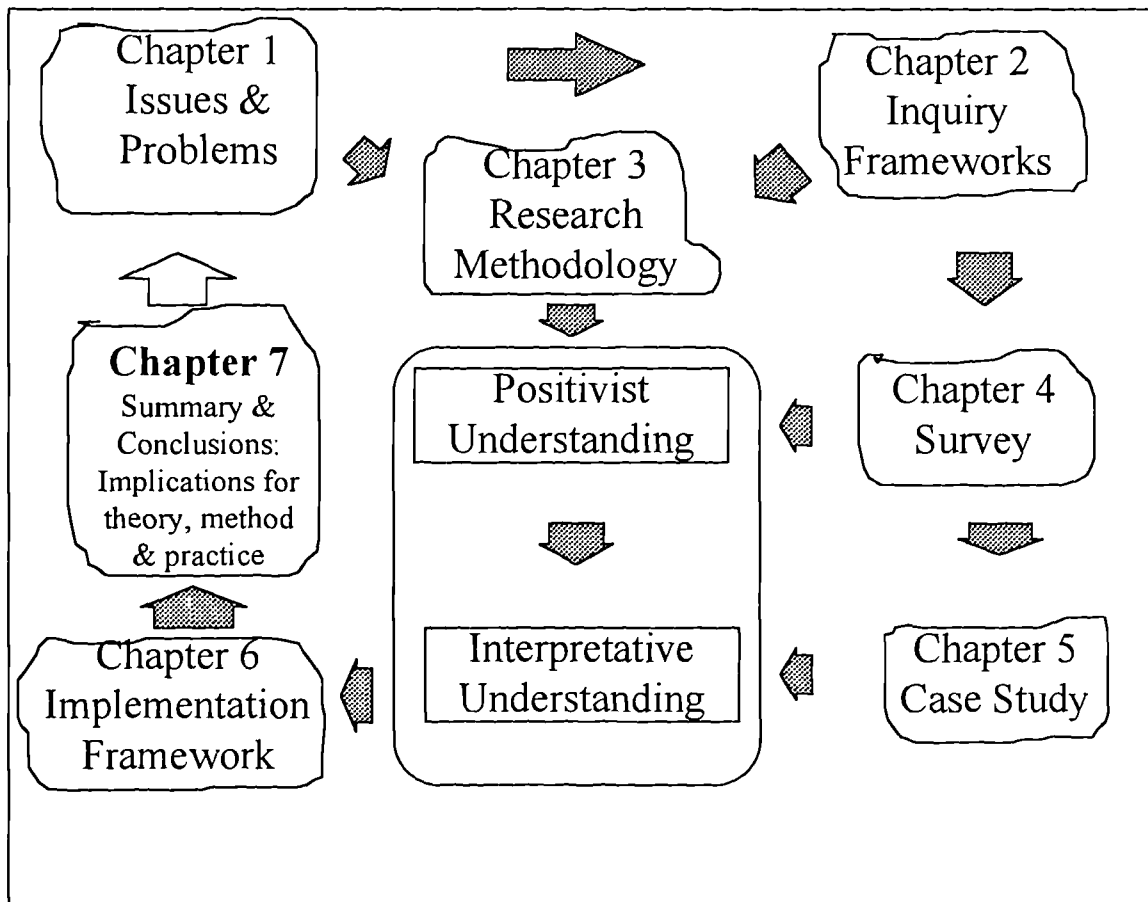 Chapter 1
Issues &
Problems
Chapter 2
Inquiry
Frameworks
Chapter 3
Research
Methodology
Chapter 7
Summary &
Conclusions:
Implications for
theory, method
& practice
Positivist
Understanding
Chapter 4
Survey
Chapter 6
Implementation
Framework
Interpretative
Understanding
Chapter 5
Case Study